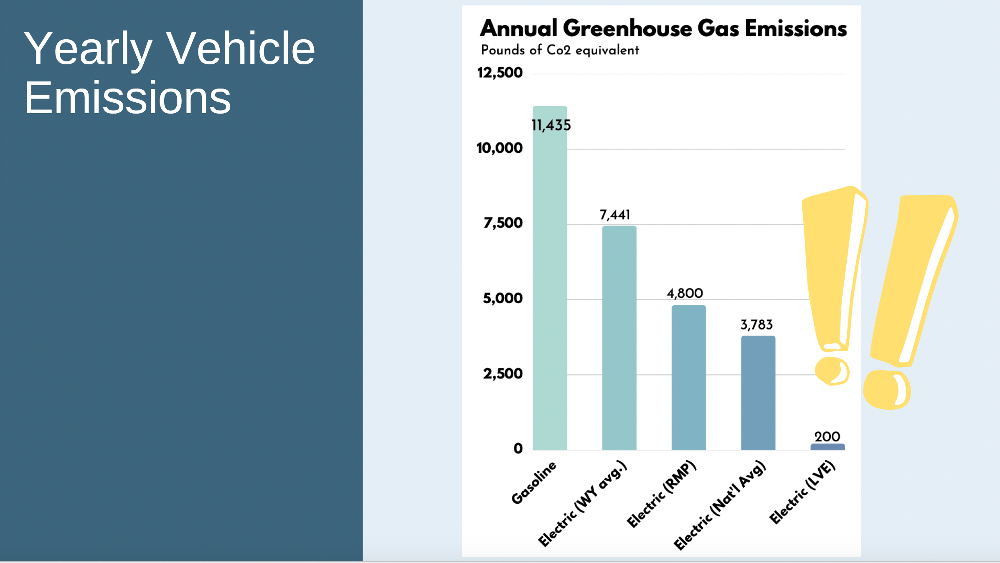 Yearly Vehicle
Emissions
Annual Greenhouse Gas Emissions
Pounds of Co2 equivalent
12,500
10,000
7,500
5,000
2,500
0
11,435
7,441
4,800
3,783
200
Gasoline
Electric (WY avg.)
Electric (RMP)
Electric (Nat'l Avg)
Electric (LVE)